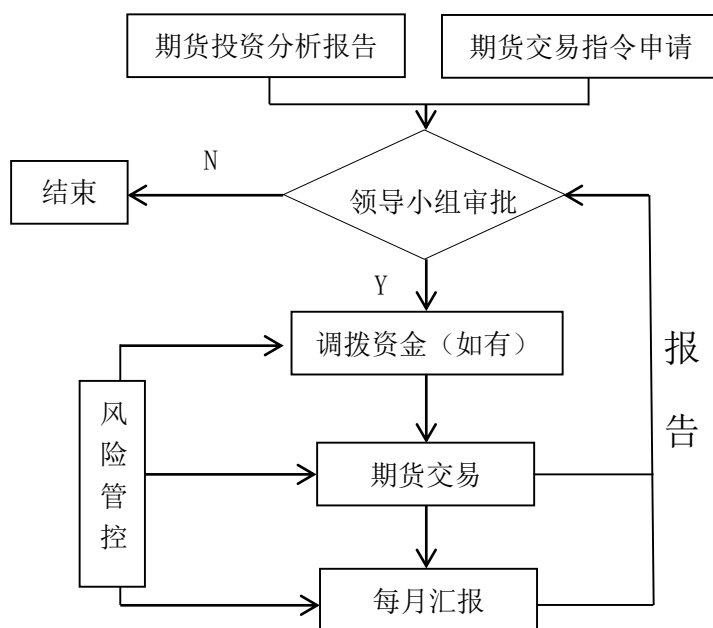 期货投资分析报告
期货交易指令申请
N
结束
领导小组审批
Y
调拨资金（如有）
报告
风险管控
期货交易
每月汇报